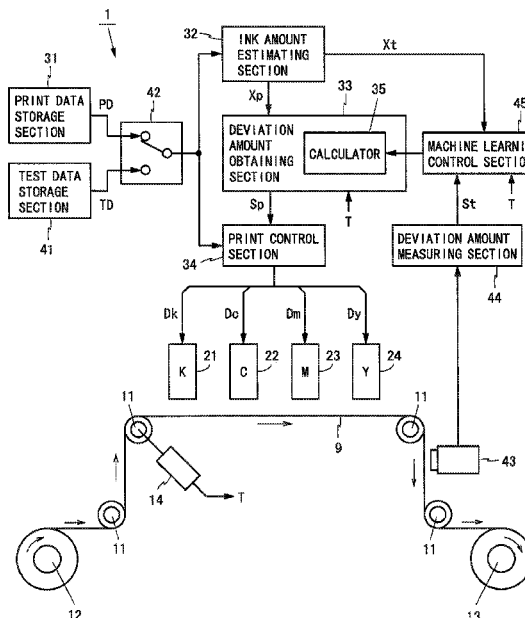 1
32
INK AMOUNT
ESTIMATING
SECTION
Xt
31
PRINT DATA
STORAGE
SECTION
PD
42
Xp
33
35
45
DEVIATION
AMOUNT
OBTAINING
SECTION
CALCULATOR
MACHINE LEARNING
CONTROL SECTION
TEST DATA
STORAGE
SECTION
TD
41
Sp
T
St
T
PRINT CONTROL
SECTION
34
DEVIATION AMOUNT
MEASURING SECTION
44
Dk
Dc
Dm
Dy
21
22
23
24
K
C
M
Y
11
11
9
43
14
T
11
11
12
13